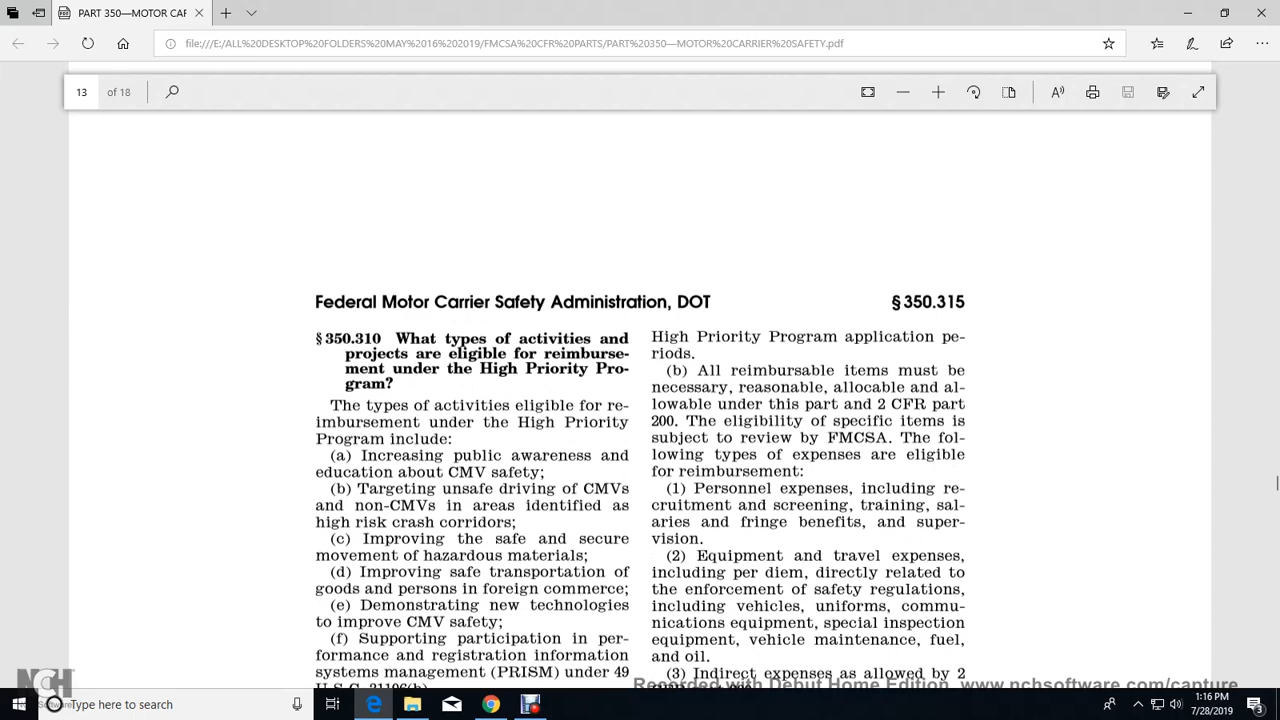 PART 350—MOTOR CAR
file:///E:/ALL%20DESKTOP%20FOLDERS%20MAY%2016%202019/FMCSA%20CFR%20PARTS/PART%20350—MOTOR%20CARRIER%20SAFETY.pdf
13 of 18
Federal Motor Carrier Safety Administration, DOT § 350.315
§ 350.310 What types of activities and
projects are eligible for reimburse-
ment under the High Priority Pro-
gram?
The types of activities eligible for re-
imbursement under the High Priority
Program include:
(a) Increasing public awareness and
education about CMV safety;
(b) Targeting unsafe driving of CMVs
and non-CMVs in areas identified as
high risk crash corridors;
(c) Improving the safe and secure
movement of hazardous materials;
(d) Improving safe transportation of
goods and persons in foreign commerce;
(e) Demonstrating new technologies
to improve CMV safety;
(f) Supporting participation in per-
formance and registration information
systems management (PRISM) under 49
High Priority Program application pe-
riods.
(b) All reimbursable items must be
necessary, reasonable, allocable and al-
lowable under this part and 2 CFR part
200. The eligibility of specific items is
subject to review by FMCSA. The fol-
lowing types of expenses are eligible
for reimbursement:
(1) Personnel expenses, including re-
cruitment and screening, training, sal-
aries and fringe benefits, and super-
vision.
(2) Equipment and travel expenses,
including per diem, directly related to
the enforcement of safety regulations,
including vehicles, uniforms, commu-
nications equipment, special inspection
equipment, vehicle maintenance, fuel,
and oil.
(3) Indirect expenses as allowed by 2
Recorded with Debut Home Edition www.nchsoftware.com/capture
NCH
Software
Type here to search
1:16 PM
7/28/2019